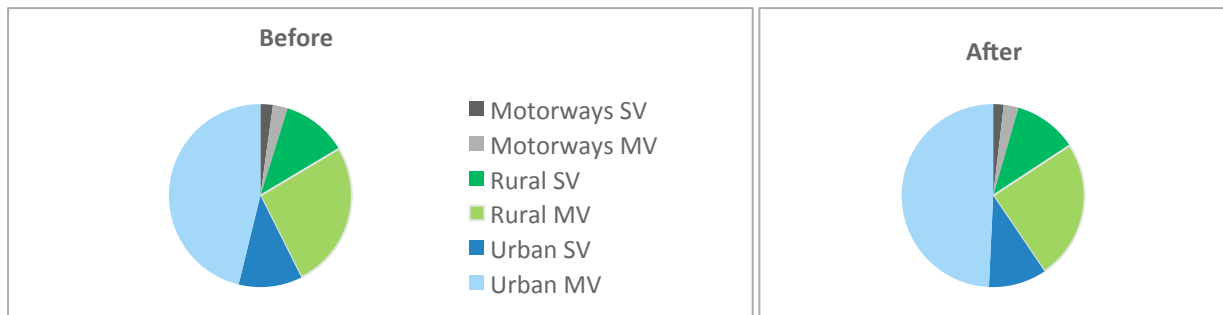 Before
Motorways SV
Motorways MV
Rural SV
Rural MV
Urban SV
Urban MV
After